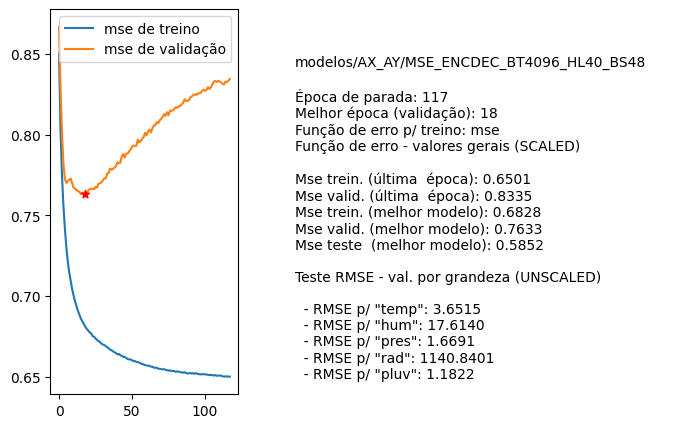 mse de treino
mse de validação
0.85
0.80
0.75
0.70
0.65
0
50
100
modelos/AX_AY/MSE_ENCDEC_BT4096_HL40_BS48
Época de parada: 117
Melhor época (validação): 18
Função de erro p/ treino: mse
Função de erro - valores gerais (SCALED)
Mse trein. (última  época): 0.6501
Mse valid. (última  época): 0.8335
Mse trein. (melhor modelo): 0.6828
Mse valid. (melhor modelo): 0.7633
Mse teste  (melhor modelo): 0.5852
Teste RMSE - val. por grandeza (UNSCALED)
- RMSE p/ "temp": 3.6515
- RMSE p/ "hum": 17.6140
- RMSE p/ "pres": 1.6691
- RMSE p/ "rad": 1140.8401
- RMSE p/ "pluv": 1.1822